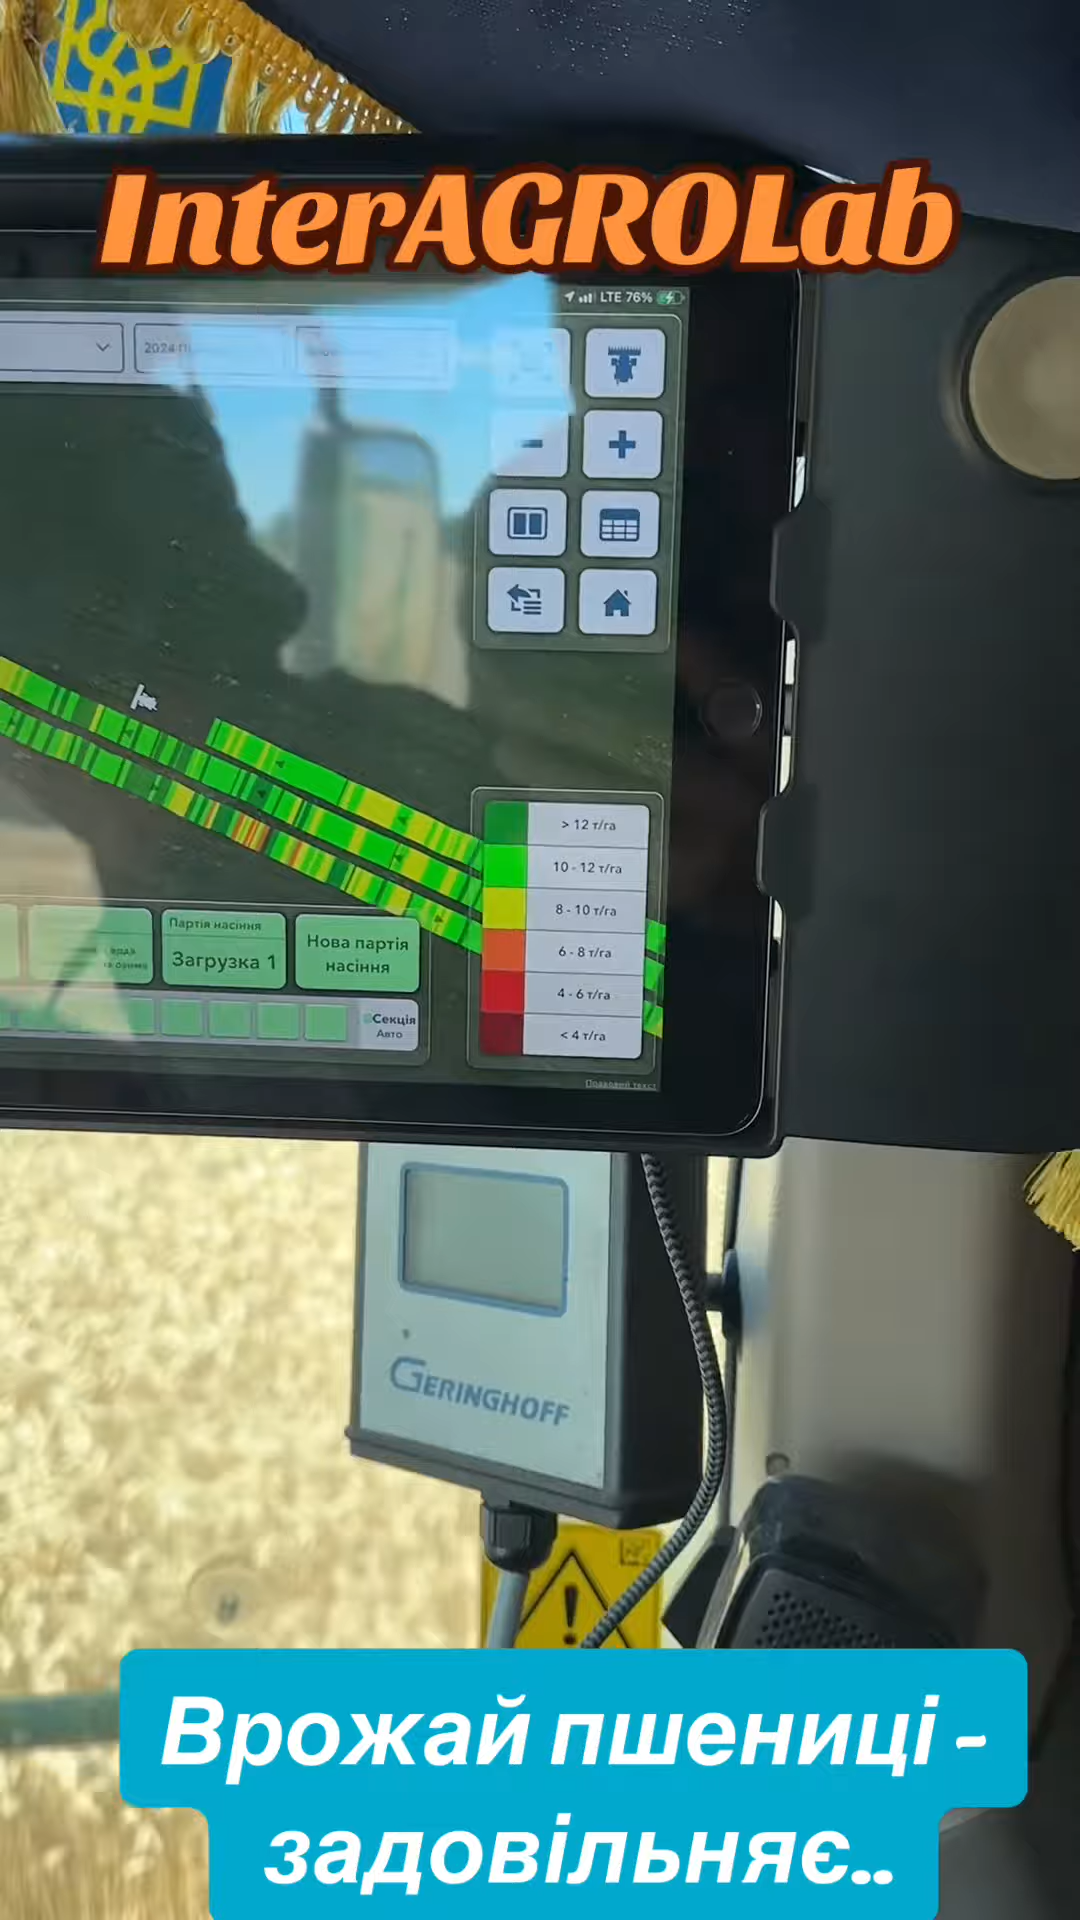 InterAGROLab
LTE 76%
2024
> 12 т/га
10 - 12 т/га
8 - 10 т/га
6 - 8 т/га
4 - 6 т/га
< 4 т/га
Партія насіння
Загрузка 1
Нова партія
насіння
Секція
Авто
GERINGHOFF
Врожай пшениці -
задовільняє..